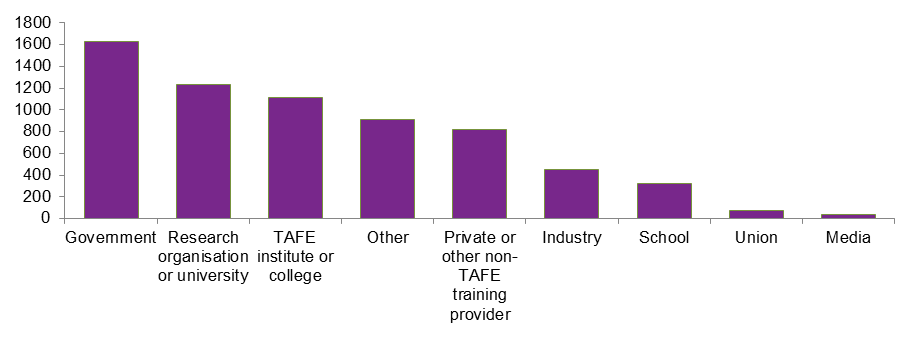 1800
1600
1400
1200
1000
800
600
400
200
0
Government
Research
organisation
or university
TAFE
institute or
college
Other
Private or
other non-
TAFE
training
provider
Industry
School
Union
Media